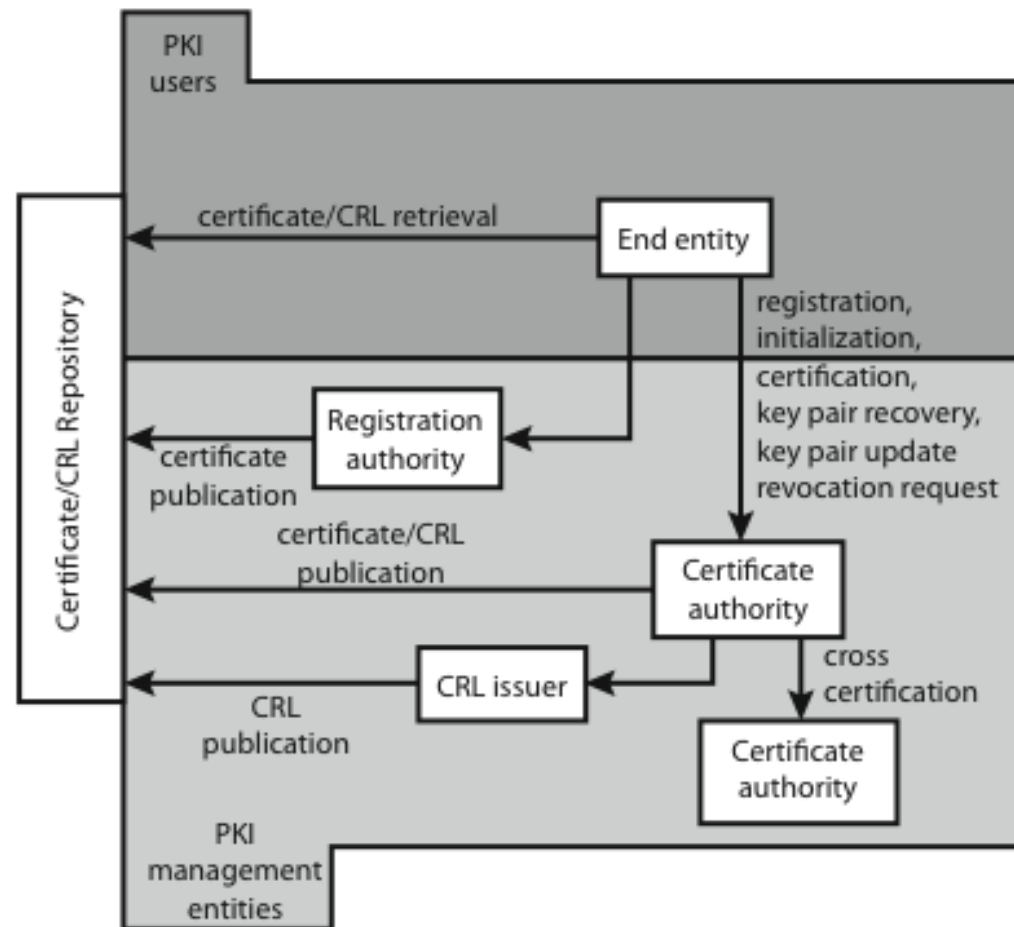 PKI
users
certificate/CRL retrieval
End entity
Certificate/CRL Repository
registration,
initialization,
certification,
key pair recovery,
key pair update
revocation request
Registration
authority
certificate
publication
certificate/CRL
publication
Certificate
authority
CRL issuer
cross
certification
CRL
publication
Certificate
authority
PKI
management
entities